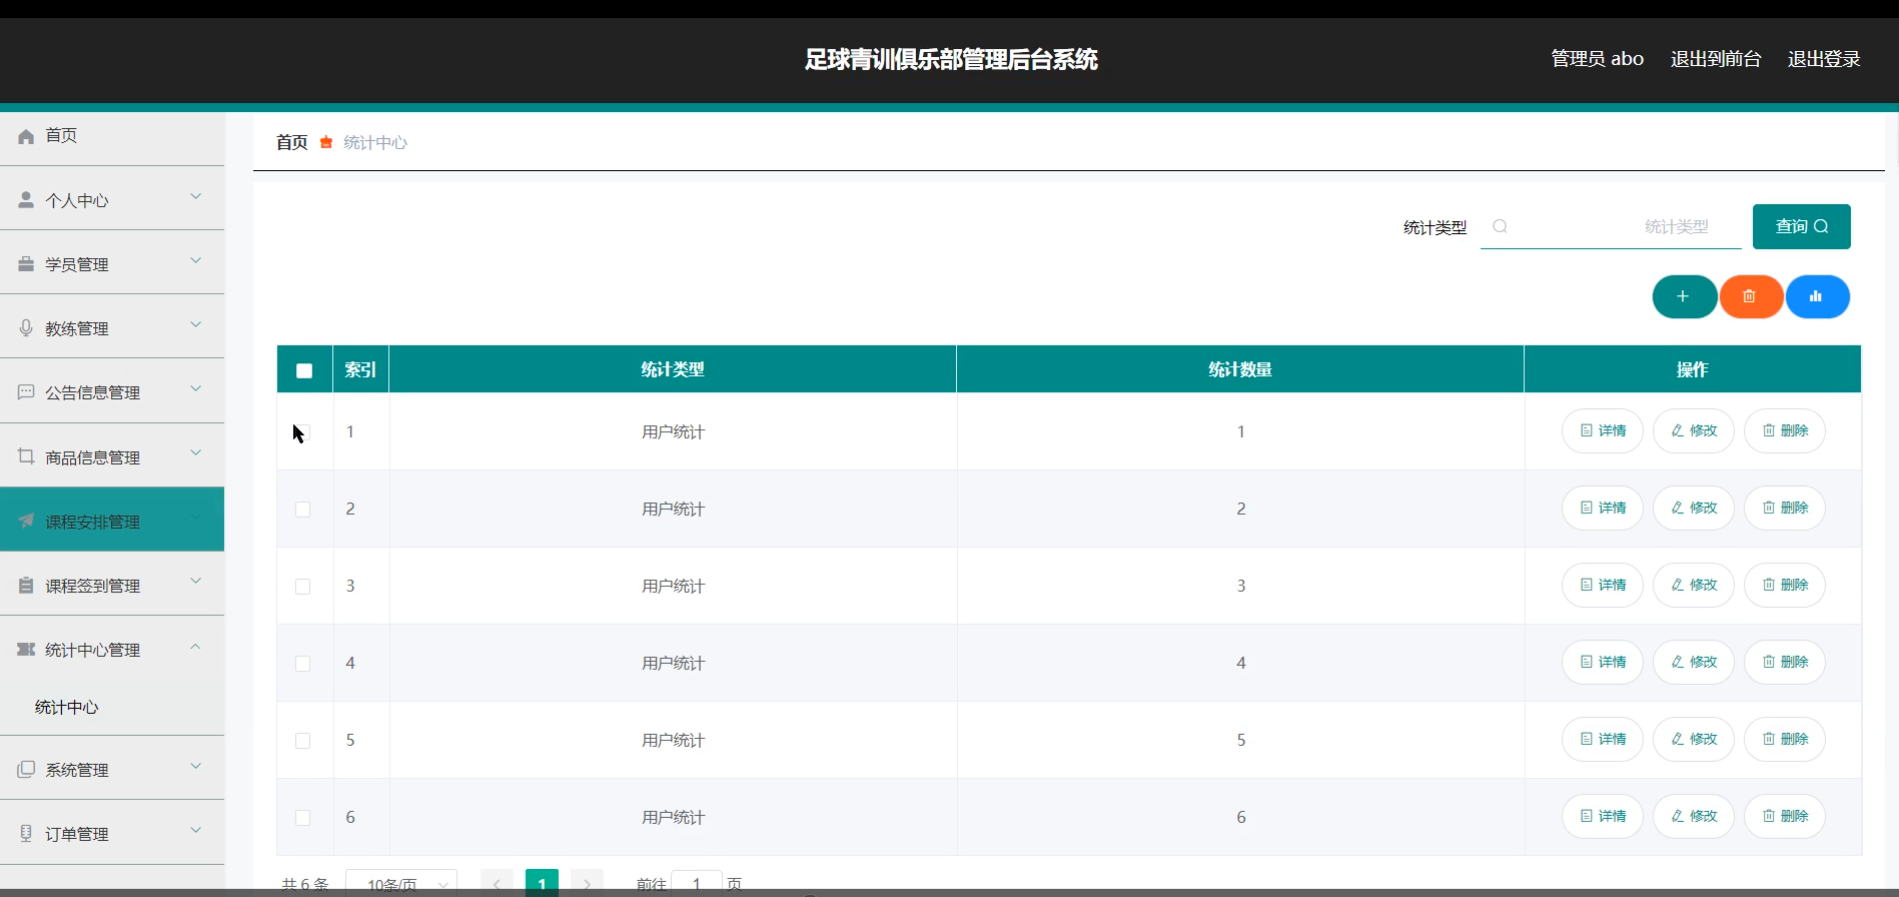 足球青训俱乐部管理后台系统
管理员 abo 退出到前台 退出登录
首页
个人中心
学员管理
教练管理
公告信息管理
商品信息管理
课程安排管理
课程签到管理
统计中心管理
统计中心
系统管理
订单管理
首页 统计中心
统计类型 统计类型 查询
索引 统计类型 统计数量 操作
1 用户统计 1 详情 修改 删除
2 用户统计 2 详情 修改 删除
3 用户统计 3 详情 修改 删除
4 用户统计 4 详情 修改 删除
5 用户统计 5 详情 修改 删除
6 用户统计 6 详情 修改 删除
共 6 条 10条/页 1 前往 1 页